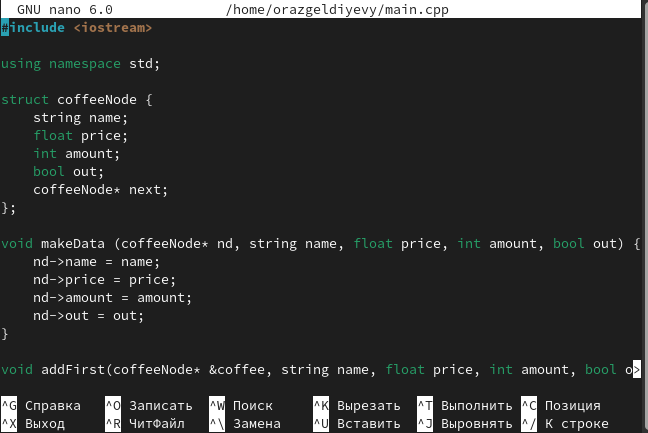 GNU nano 6.0 /home/orazgeldiyevy/main.cpp
#include <iostream>
using namespace std;
struct coffeeNode {
    string name;
    float price;
    int amount;
    bool out;
    coffeeNode* next;
};
void makeData (coffeeNode* nd, string name, float price, int amount, bool out) {
    nd->name = name;
    nd->price = price;
    nd->amount = amount;
    nd->out = out;
}
void addFirst(coffeeNode* &coffee, string name, float price, int amount, bool o>
^G Справка ^O Записать ^W Поиск ^K Вырезать ^T Выполнить ^C Позиция
^X Выход ^R ЧитФайл ^\ Замена ^U Вставить ^J Выровнять ^/ К строке